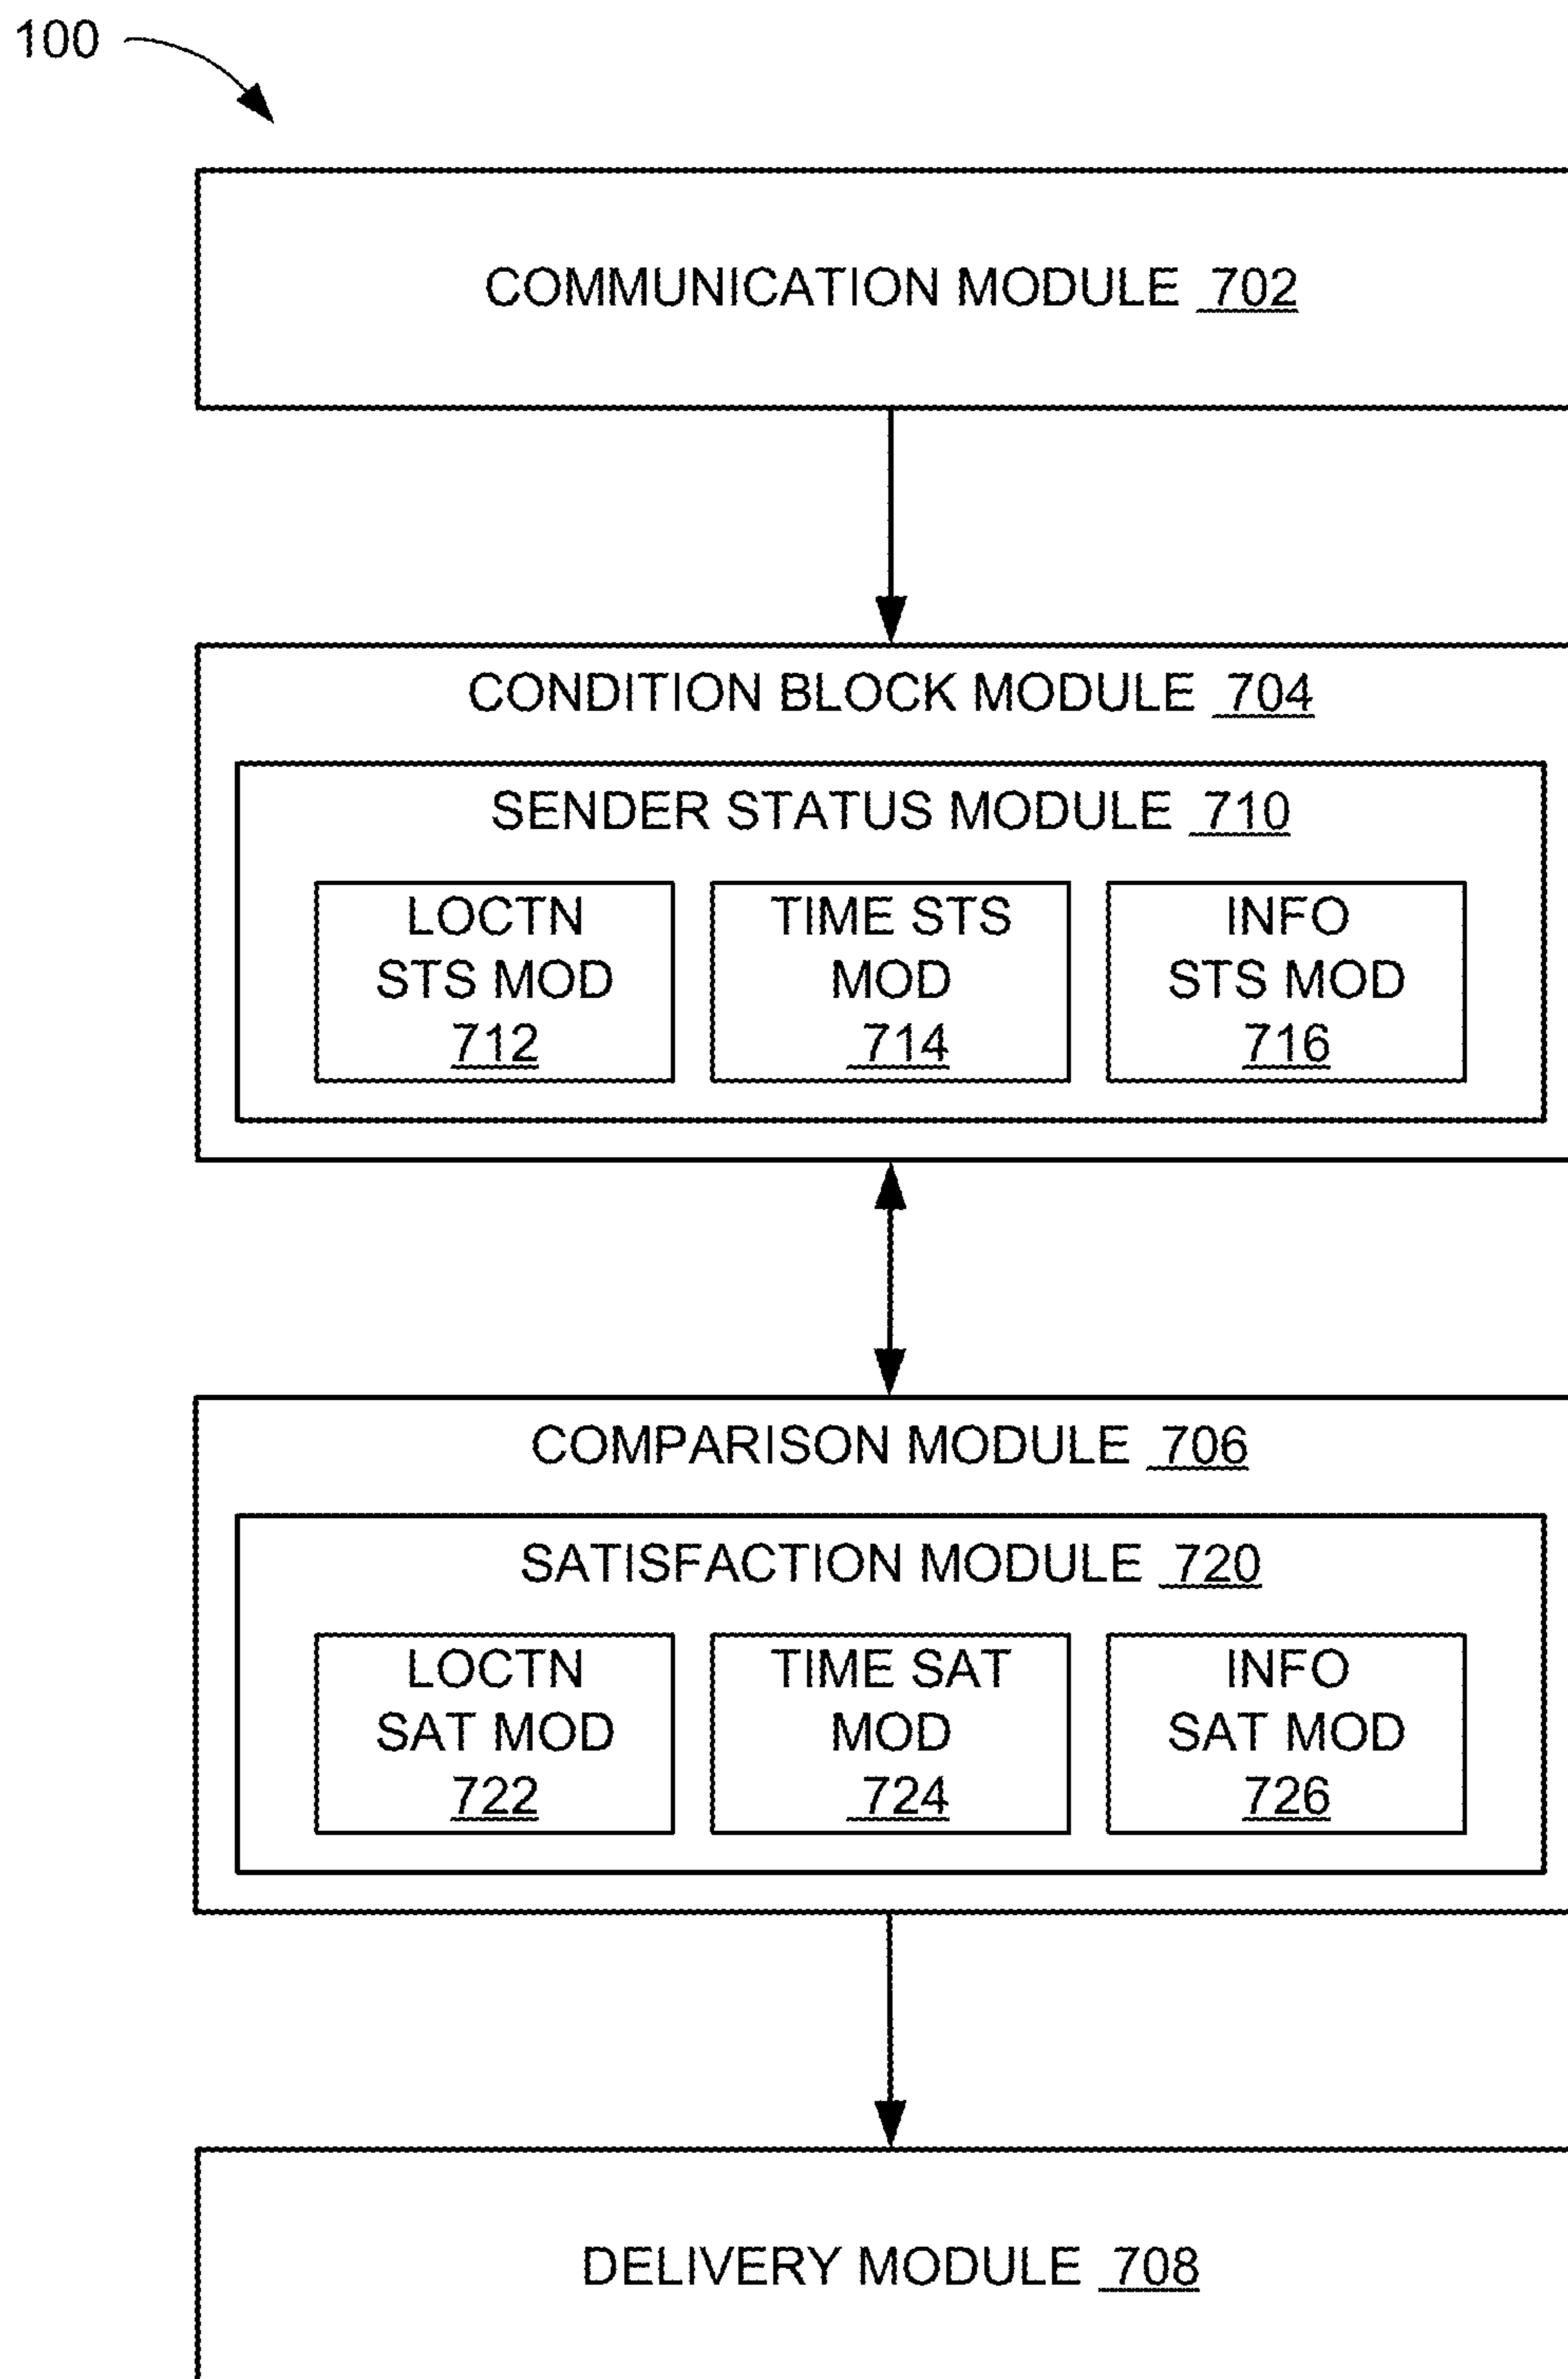 100
COMMUNICATION MODULE 702
CONDITION BLOCK MODULE 704
SENDER STATUS MODULE 710
LOCTN
STS MOD
712
TIME STS
MOD
714
INFO
STS MOD
716
COMPARISON MODULE 706
SATISFACTION MODULE 720
LOCTN
SAT MOD
722
TIME SAT
MOD
724
INFO
SAT MOD
726
DELIVERY MODULE 708